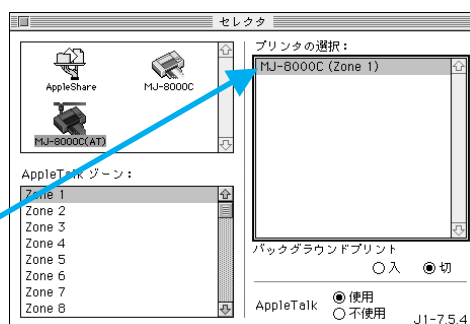 セレクタ
AppleShare
MJ-8000C
MJ-8000C(AT)
AppleTalk ゾーン：
Zone 1
Zone 2
Zone 3
Zone 4
Zone 5
Zone 6
Zone 7
Zone 8
プリンタの選択：
MJ-8000C (Zone 1)
バックグラウンドプリント
入 切
AppleTalk 使用
不使用
J1-7.5.4